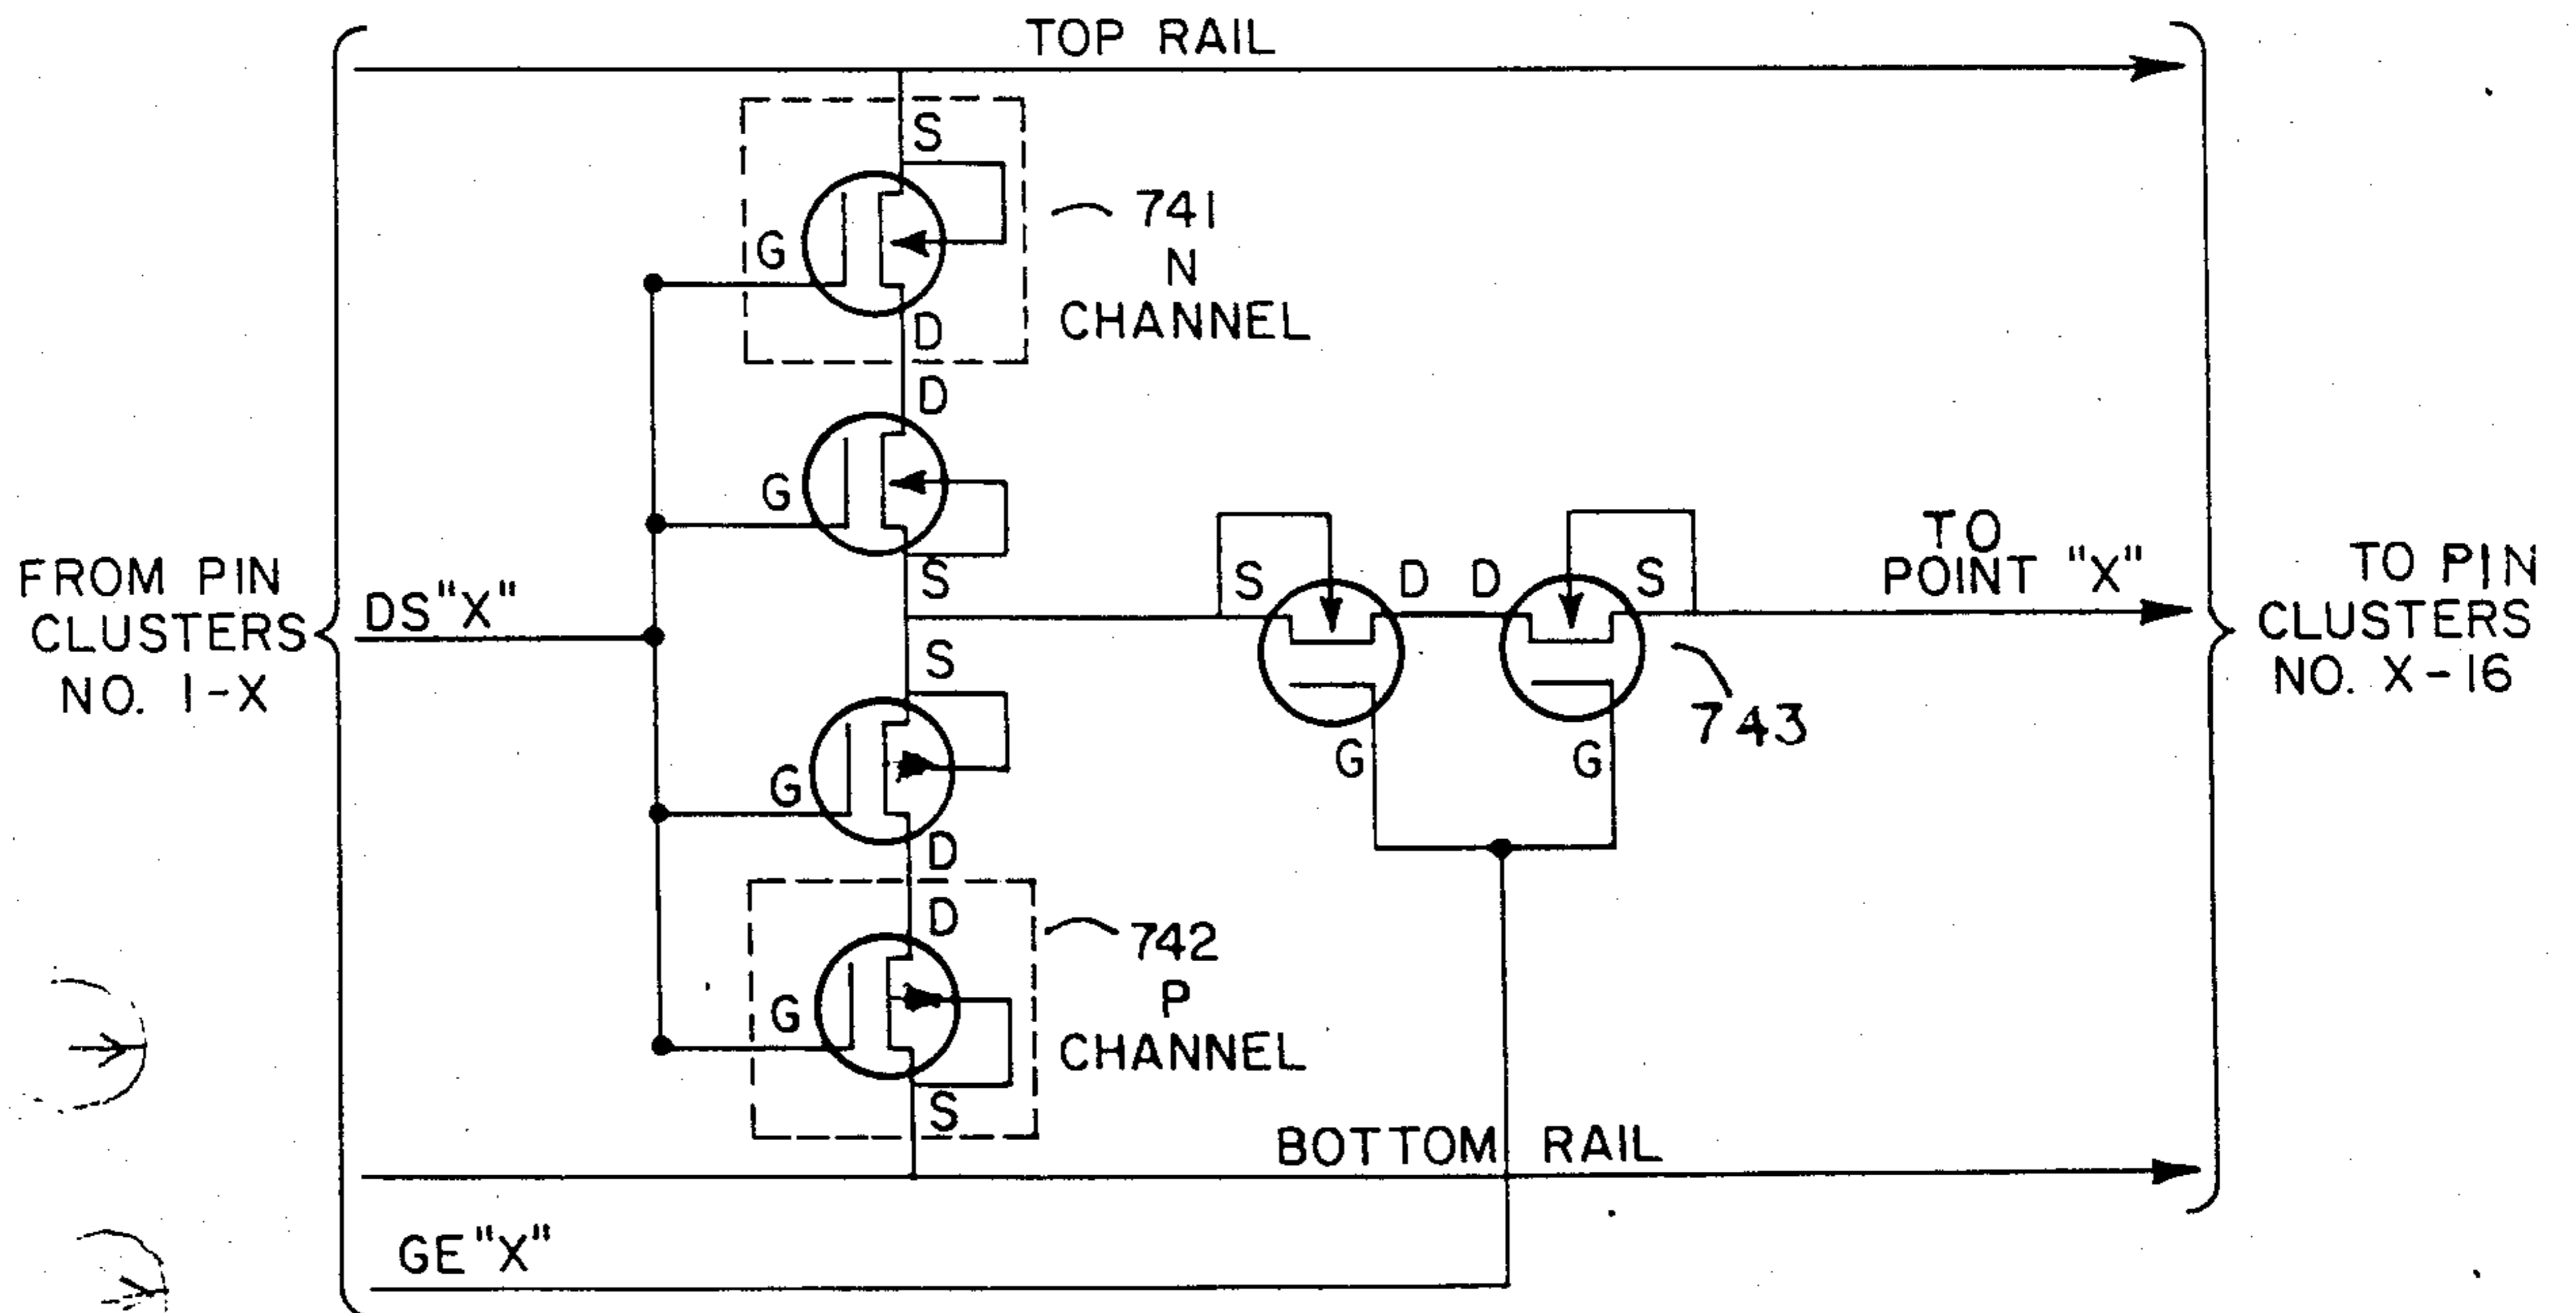 TOP RAIL
S
G
741
N
CHANNEL
D
D
G
S
FROM PIN
CLUSTERS
NO. 1-X
DS"X"
S
D
D
S
TO
POINT "X"
TO PIN
CLUSTERS
NO. X-16
S
G
G
G
743
D
D
742
P
CHANNEL
G
S
BOTTOM RAIL
GE"X"